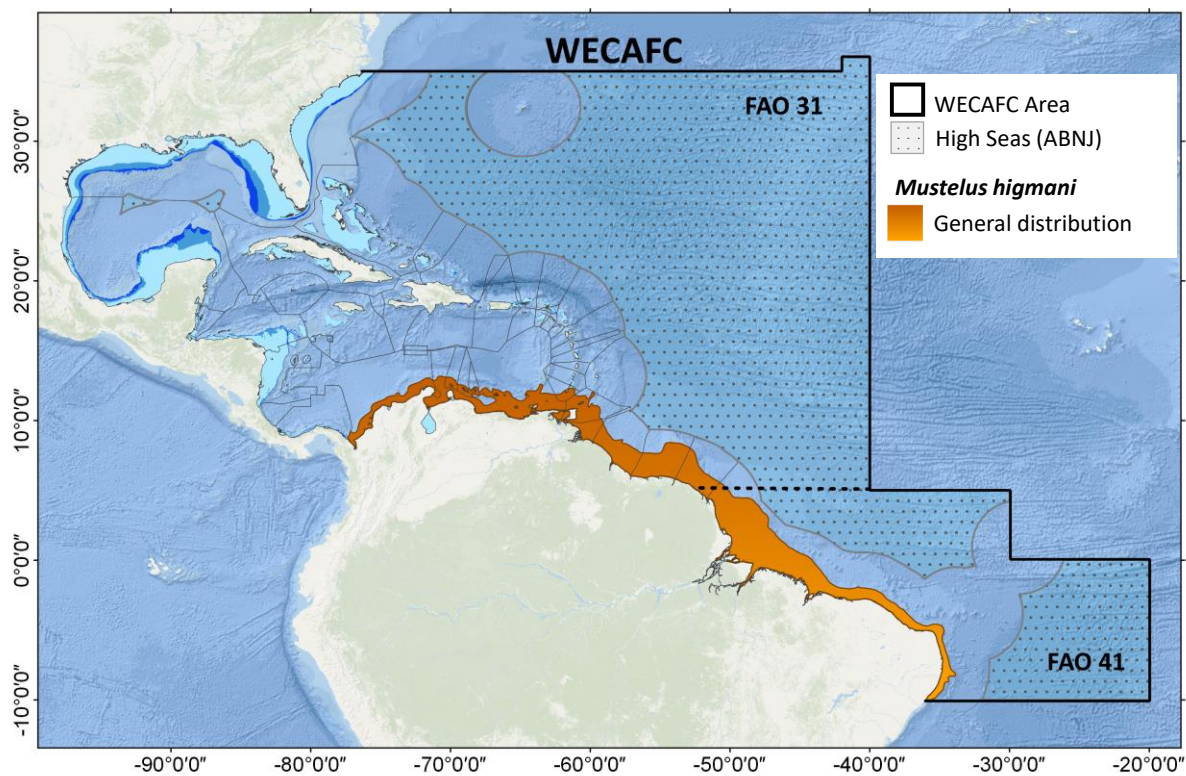 WECAFC
FAO 31
WECAFC Area
High Seas (ABNJ)
Mustelus higmani
General distribution
30°0'0"
20°0'0"
10°0'0"
0°0'0"
-10°0'0"
FAO 41
-90°0'0"
-80°0'0"
-70°0'0"
-60°0'0"
-50°0'0"
-40°0'0"
-30°0'0"
-20°0'0"